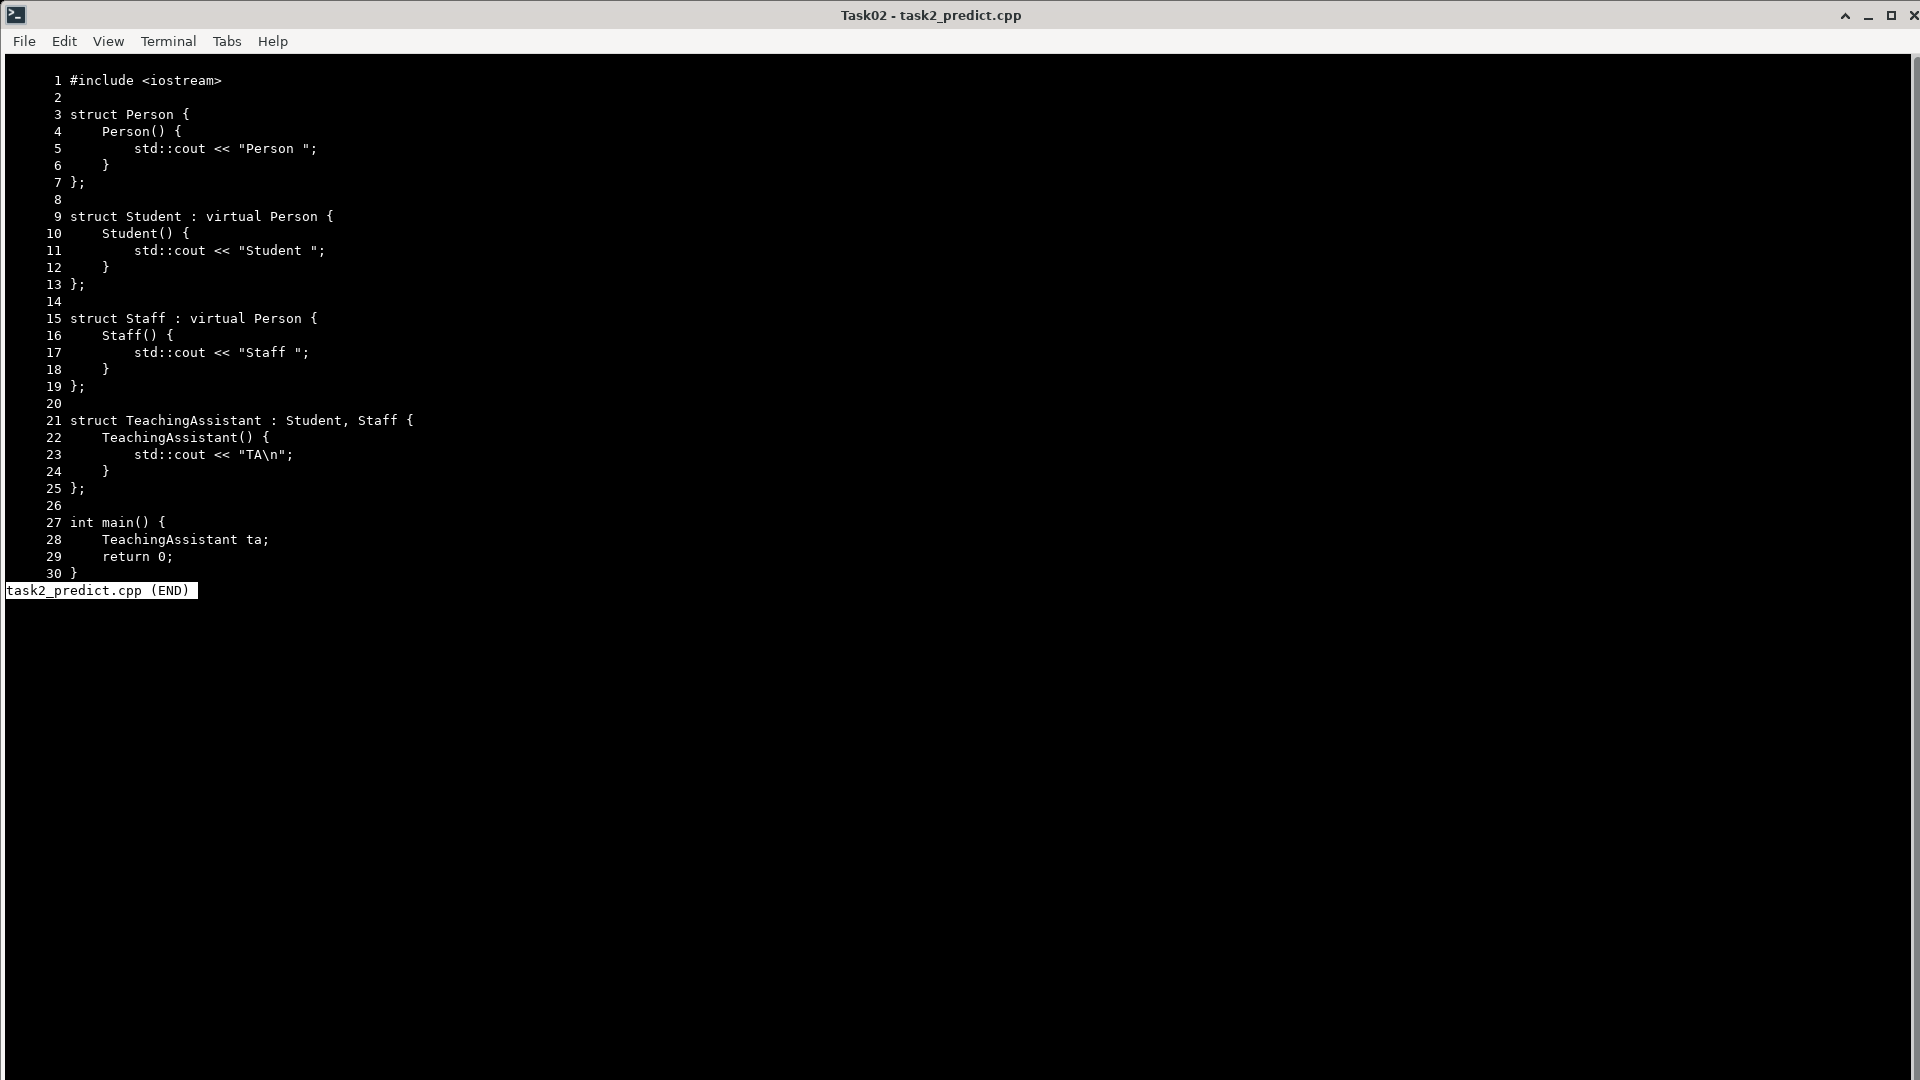 Task02 - task2_predict.cpp
File Edit View Terminal Tabs Help
1 #include <iostream>
2
3 struct Person {
4     Person() {
5         std::cout << "Person ";
6     }
7 };
8
9 struct Student : virtual Person {
10     Student() {
11         std::cout << "Student ";
12     }
13 };
14
15 struct Staff : virtual Person {
16     Staff() {
17         std::cout << "Staff ";
18     }
19 };
20
21 struct TeachingAssistant : Student, Staff {
22     TeachingAssistant() {
23         std::cout << "TA\n";
24     }
25 };
26
27 int main() {
28     TeachingAssistant ta;
29     return 0;
30 }
task2_predict.cpp (END)